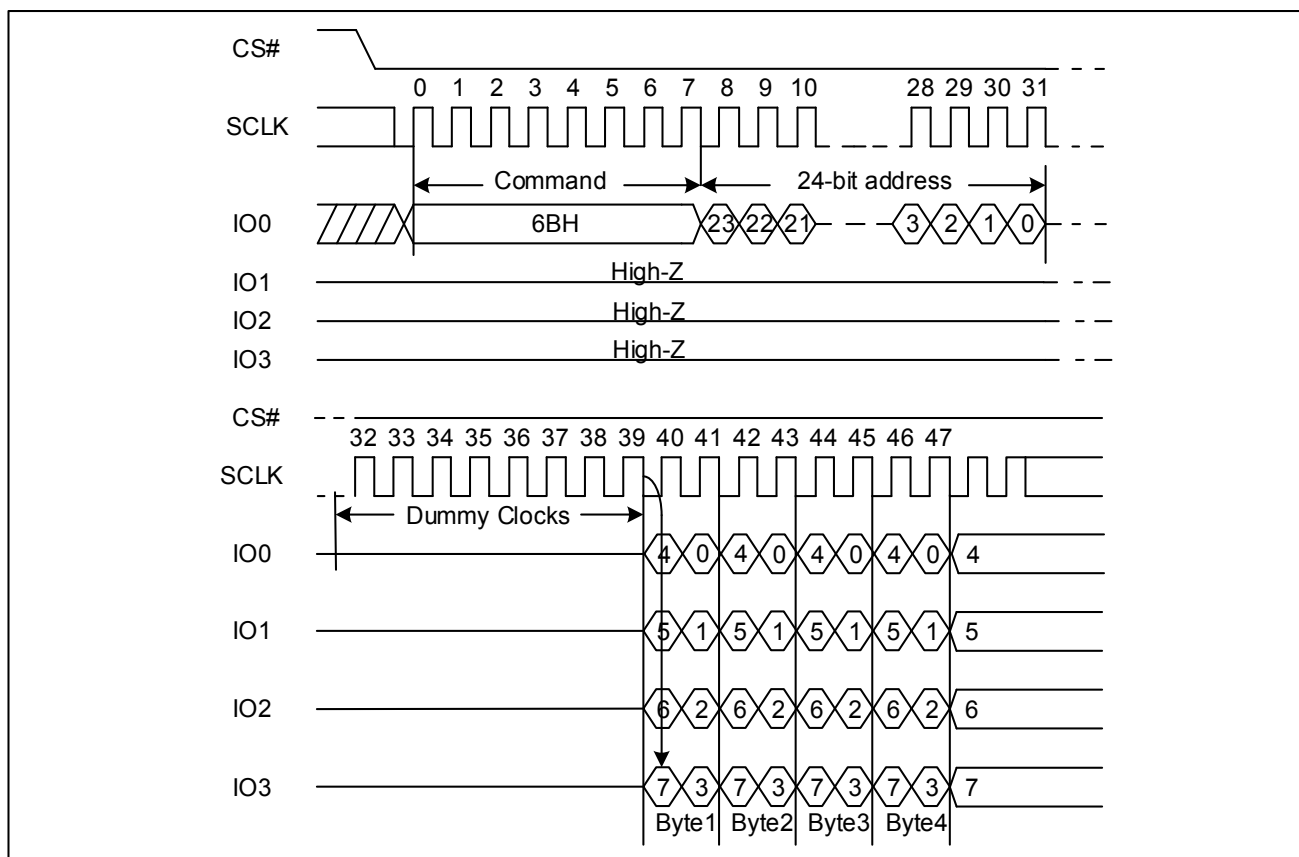 CS#
0 1 2 3 4 5 6 7 8 9 10 28 29 30 31
SCLK
Command 24-bit address
IO0 6BH 23 22 21 3 2 1 0
IO1 High-Z
IO2 High-Z
IO3 High-Z
CS#
32 33 34 35 36 37 38 39 40 41 42 43 44 45 46 47
SCLK
Dummy Clocks
IO0 4 0 4 0 4 0 4 0 4
IO1 5 1 5 1 5 1 5 1 5
IO2 6 2 6 2 6 2 6 2 6
IO3 7 3 7 3 7 3 7 3 7
Byte1 Byte2 Byte3 Byte4